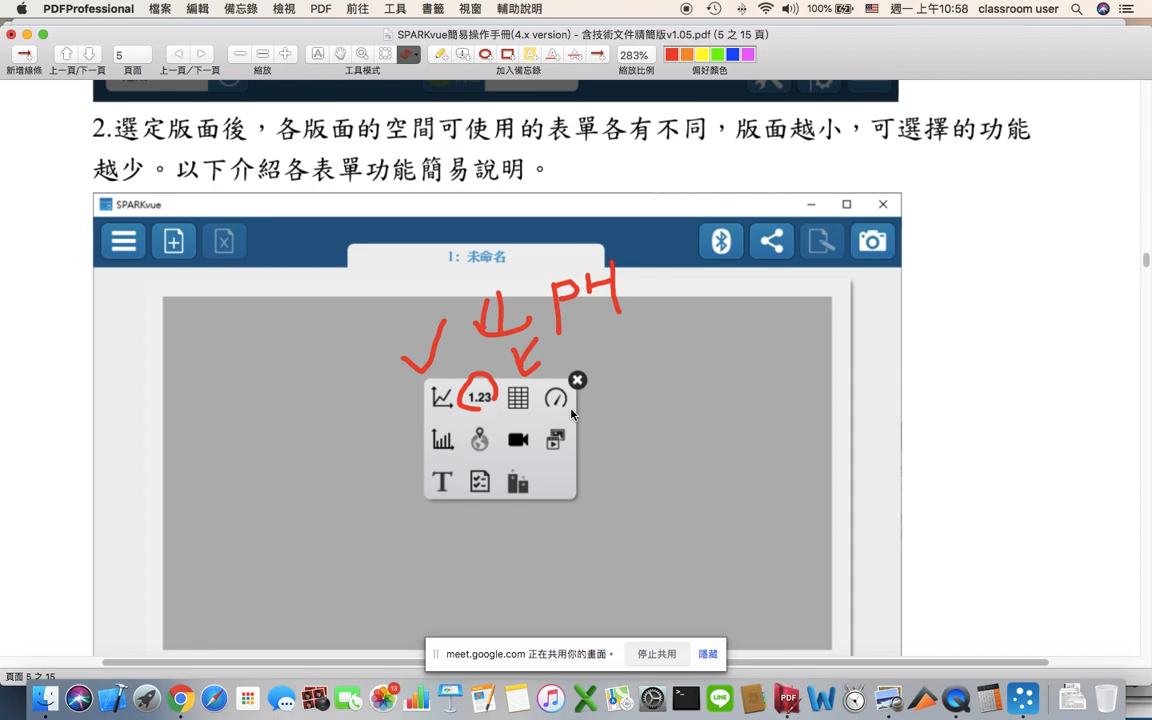 PDFProfessional 檔案 編輯 備忘錄 檢視 PDF 前往 工具 書籤 視窗 輔助說明 100% 週一 上午10:58 classroom user
SPARKvue簡易操作手冊(4.x version) - 含技術文件精簡版v1.05.pdf (5 之 15 頁)
5 283%
新增線條 上一頁/下一頁 頁面 上一頁/下一頁 縮放 工具模式 加入備忘錄 縮放比例 偏好顏色
2.選定版面後，各版面的空間可使用的表單各有不同，版面越小，可選擇的功能
越少。以下介紹各表單功能簡易說明。
SPARKvue
1: 未命名
PH
1.23
T
meet.google.com 正在共用你的畫面。 停止共用 隱藏
頁面 5 之 15
13
LINE
PDF